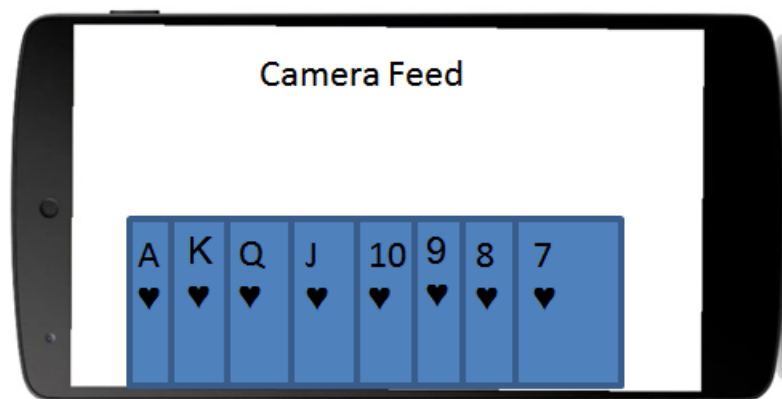 Camera Feed
A K Q J 10 9 8 7
♥ ♥ ♥ ♥ ♥ ♥ ♥ ♥